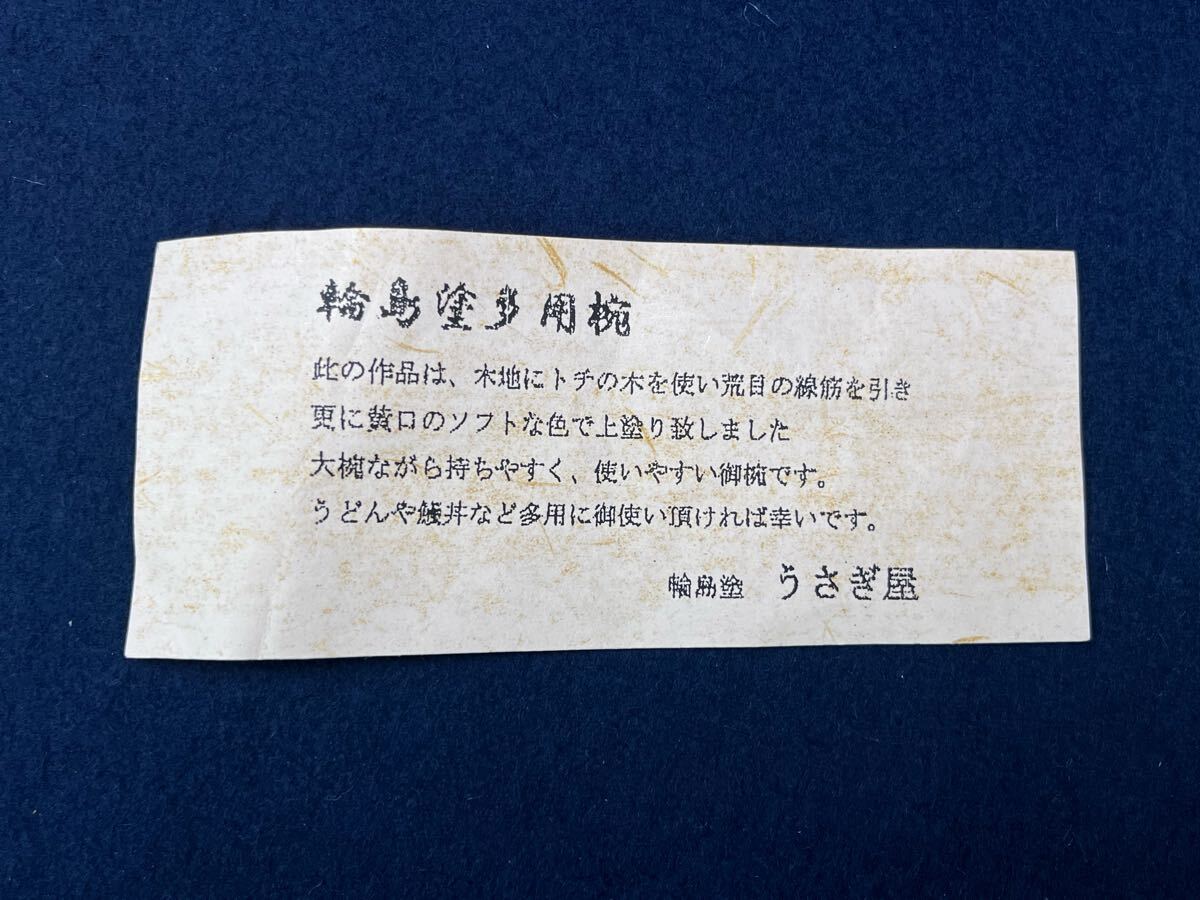 輪島塗多用椀
此の作品は、木地にトチの木を使い荒目の線筋を引き
更に黄口のソフトな色で上塗り致しました
大椀ながら持ちやすく、使いやすい御椀です。
うどんや鰻丼など多用に御使い頂ければ幸いです。
輪島塗 うさぎ屋